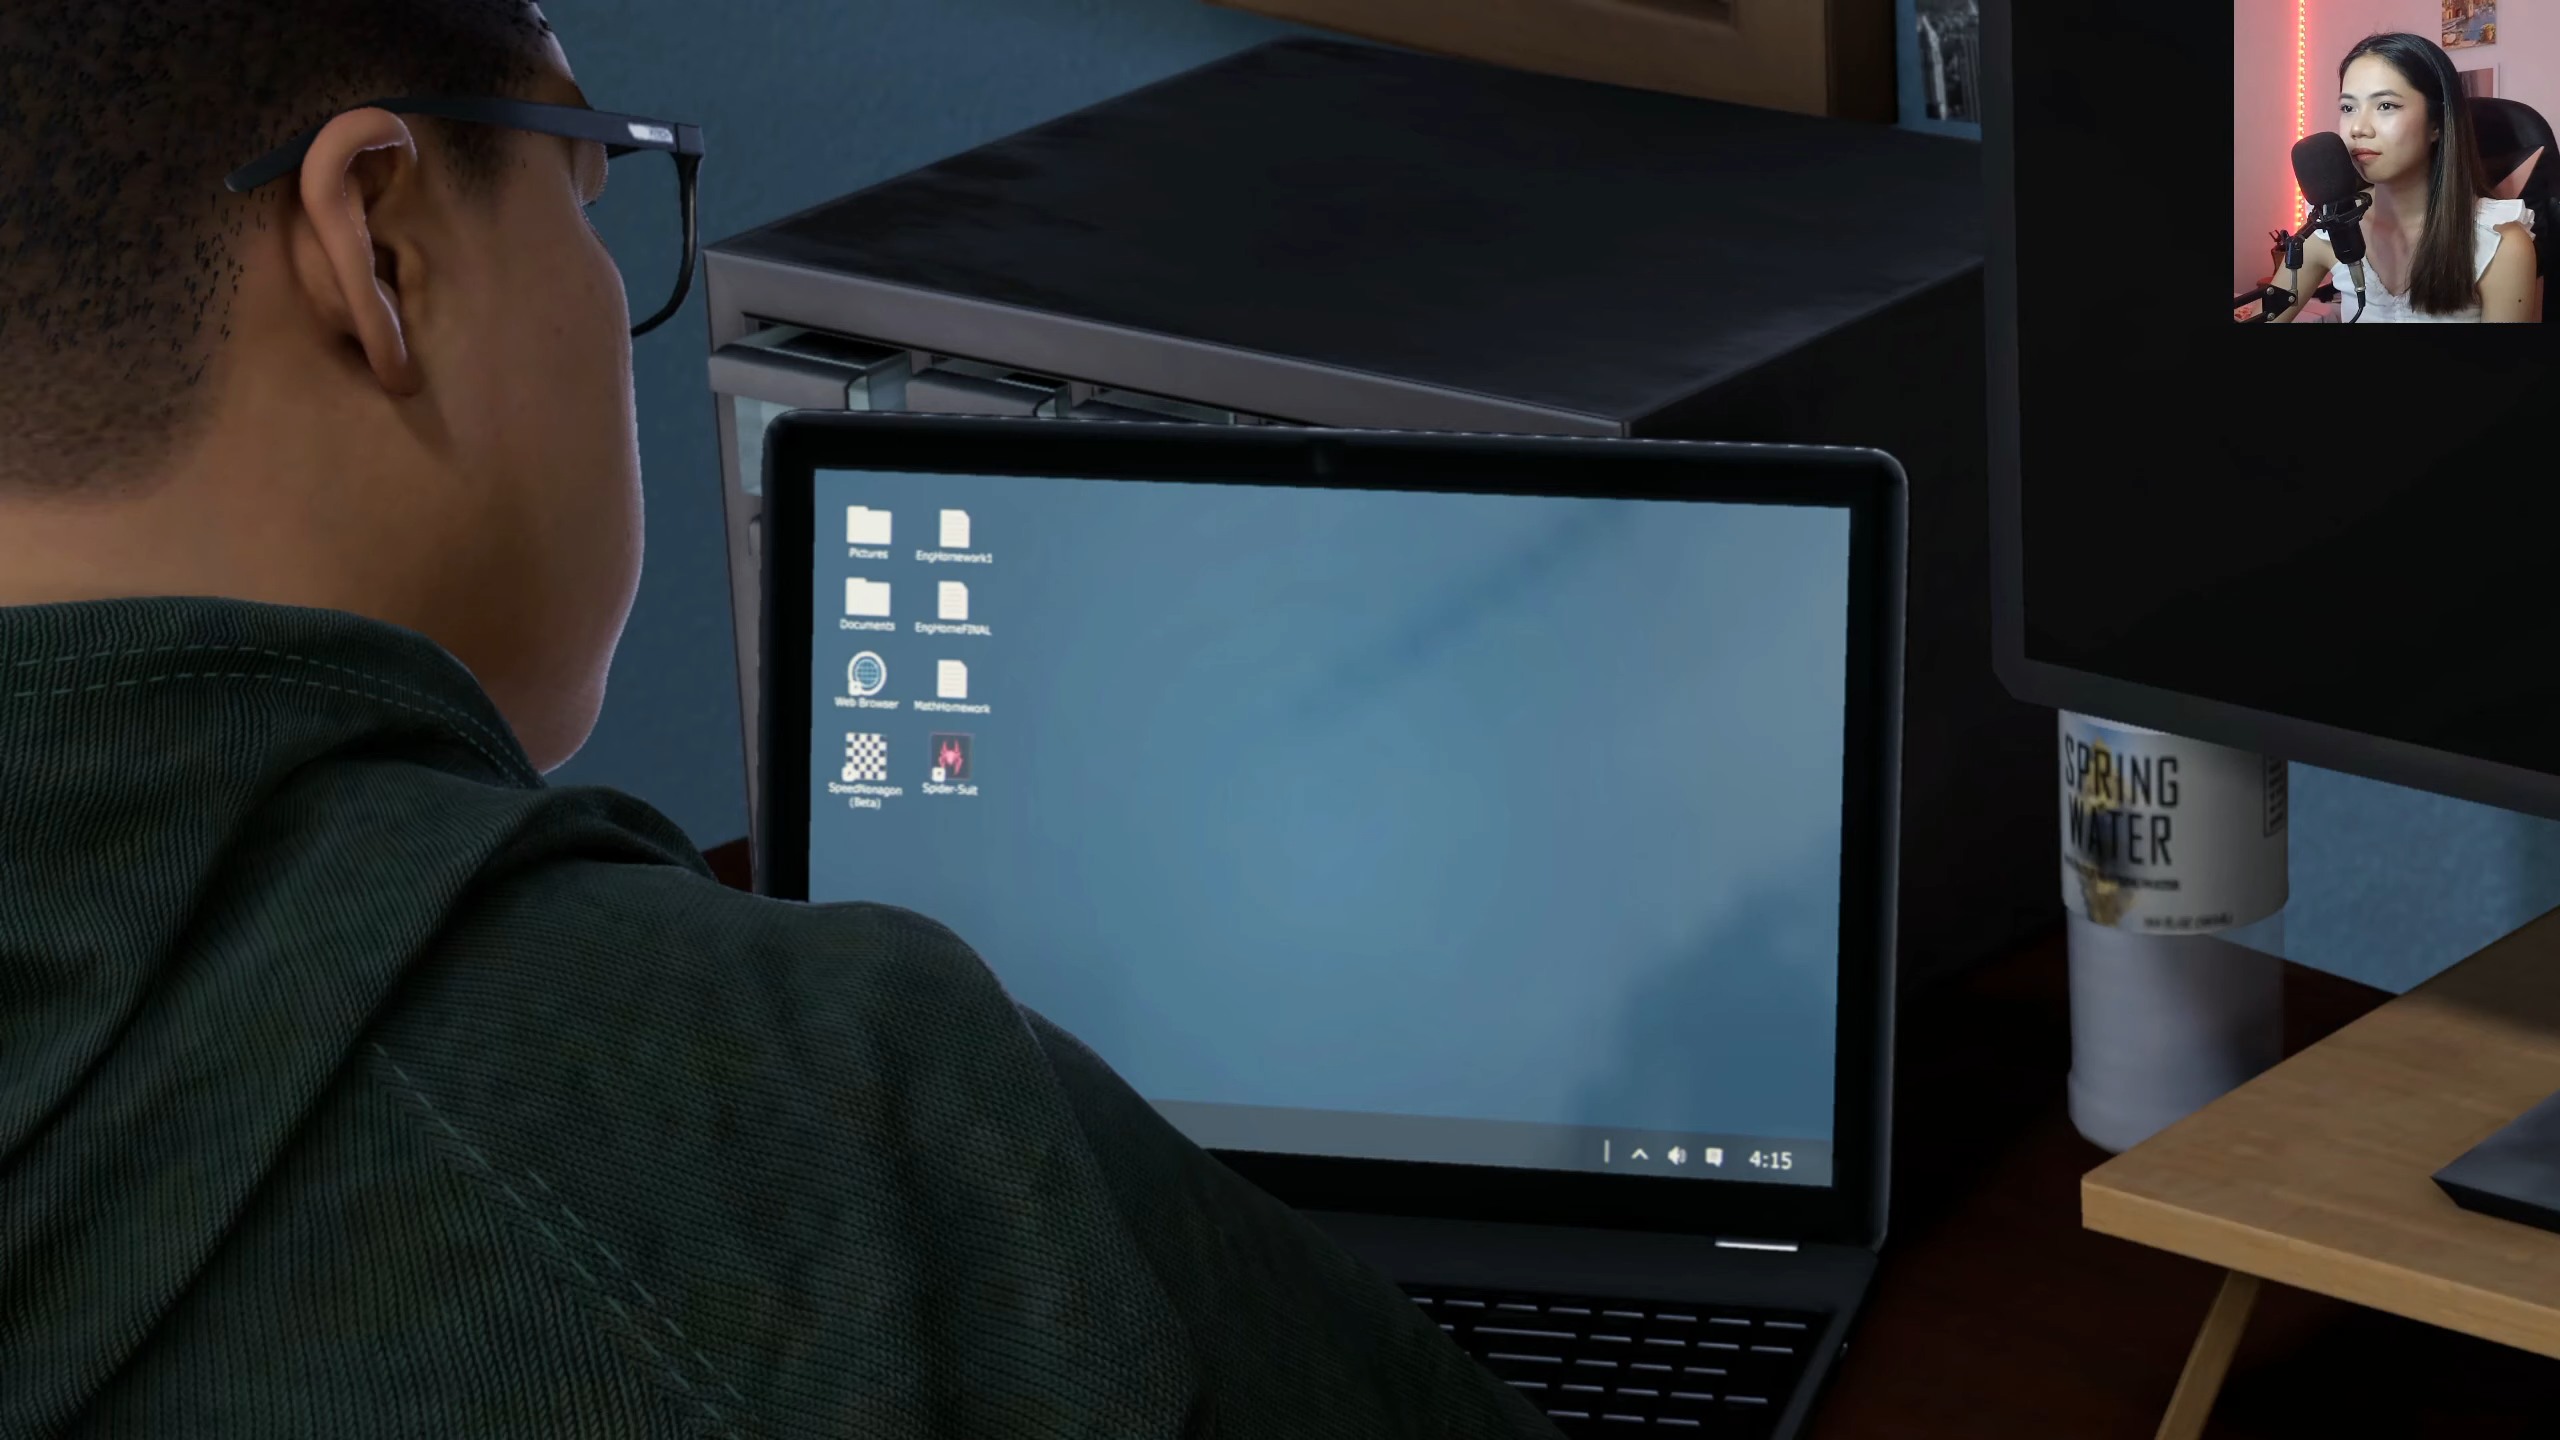 Pictures
EngHomework1
Documents
EngHomeFINAL
Web Browser
MathHomework
SpeedNonagon
(Beta)
Spider-Suit
4:15
SPRING
WATER